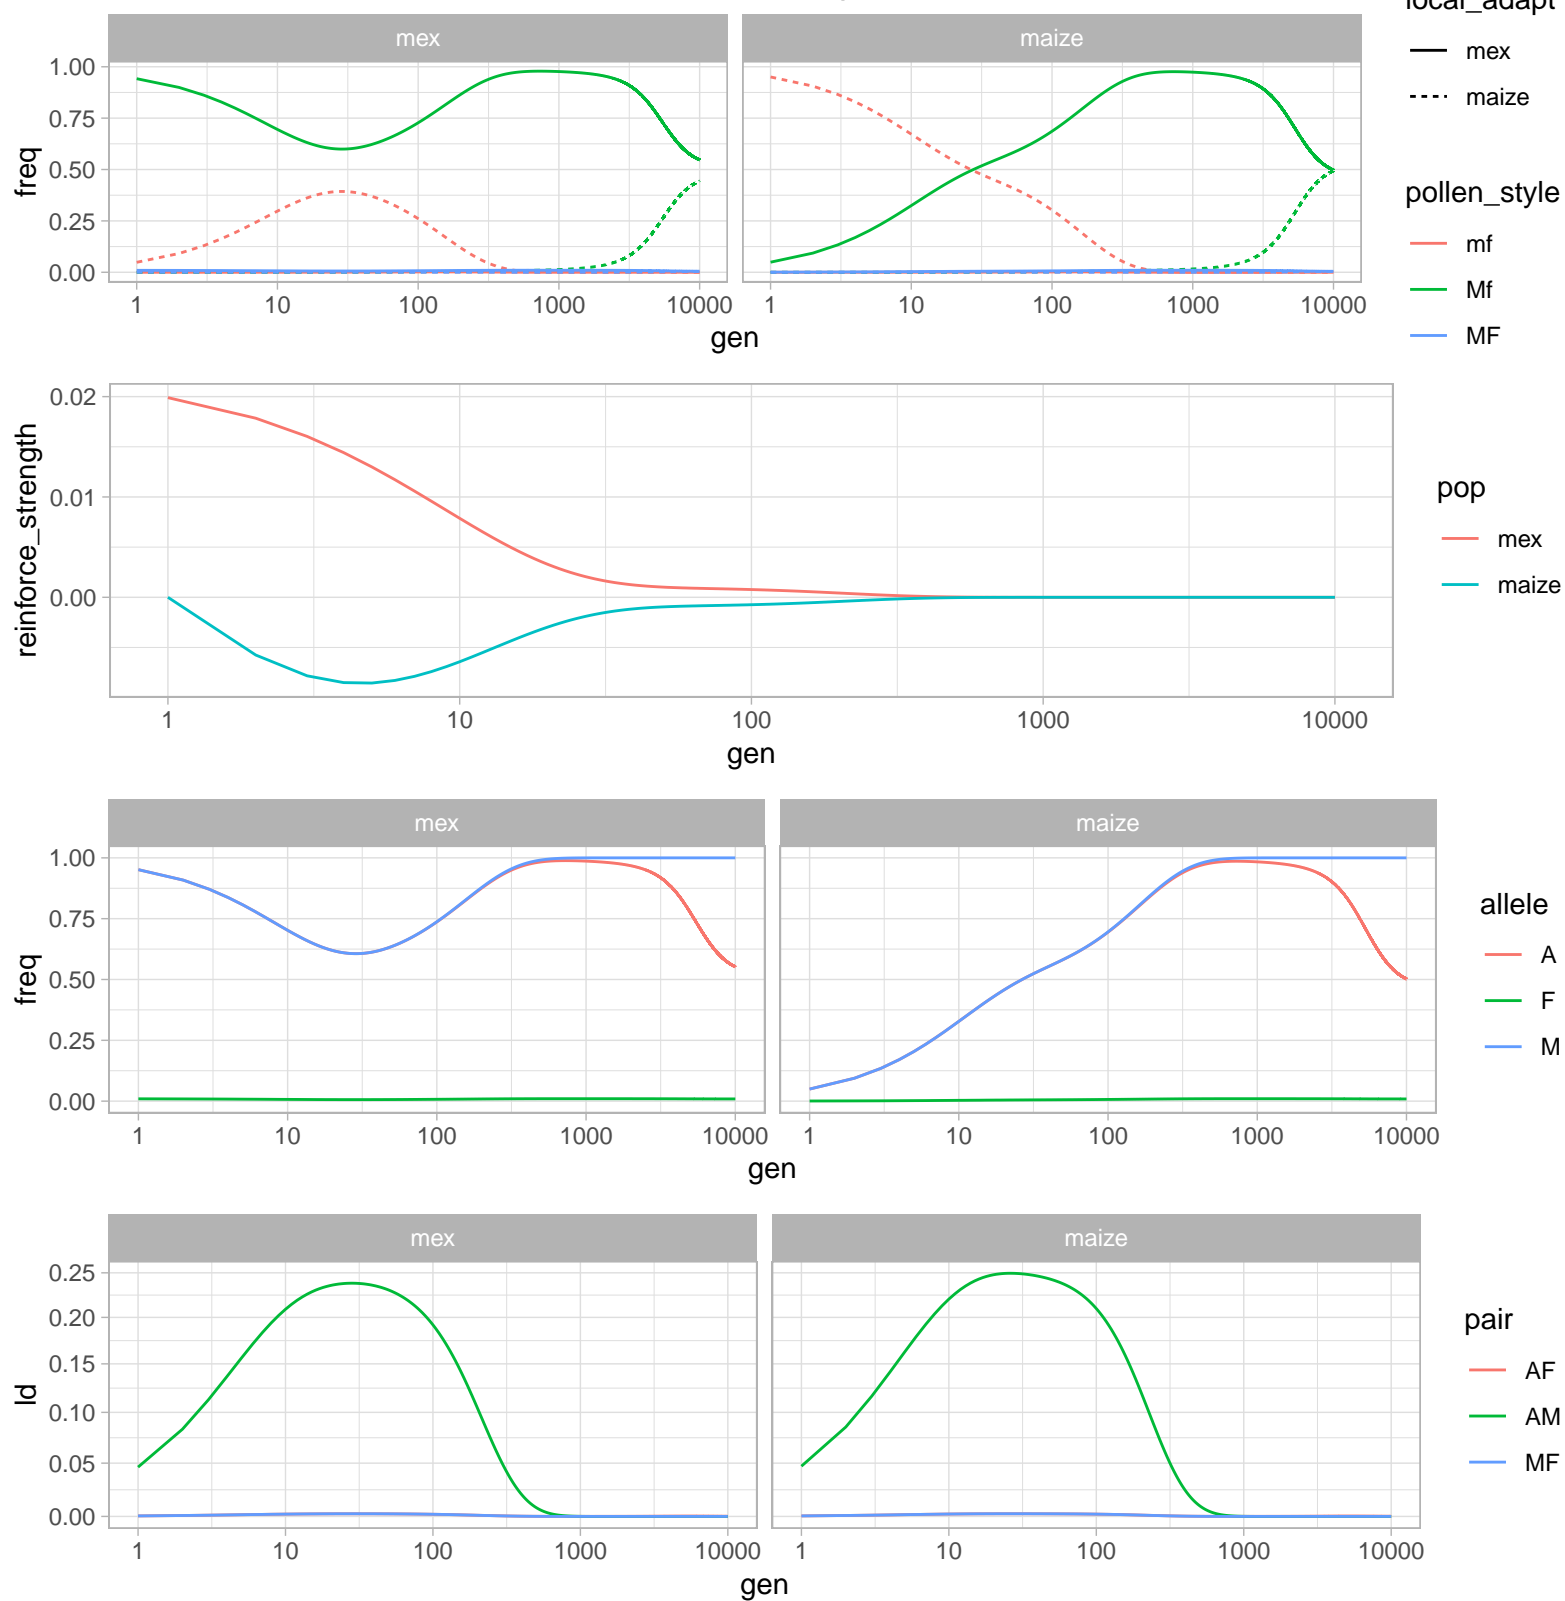 mex maize
1.00
0.75
0.50
0.25
0.00
freq
1 10 100 1000 10000 1 10 100 1000 10000
gen
local_adapt
mex
maize
pollen_style
mf
Mf
MF
0.02
0.01
0.00
reinforce_strength
1 10 100 1000 10000
gen
pop
mex
maize
mex maize
1.00
0.75
0.50
0.25
0.00
freq
1 10 100 1000 10000 1 10 100 1000 10000
gen
allele
A
F
M
mex maize
0.25
0.20
0.15
0.10
0.05
0.00
ld
1 10 100 1000 10000 1 10 100 1000 10000
gen
pair
AF
AM
MF